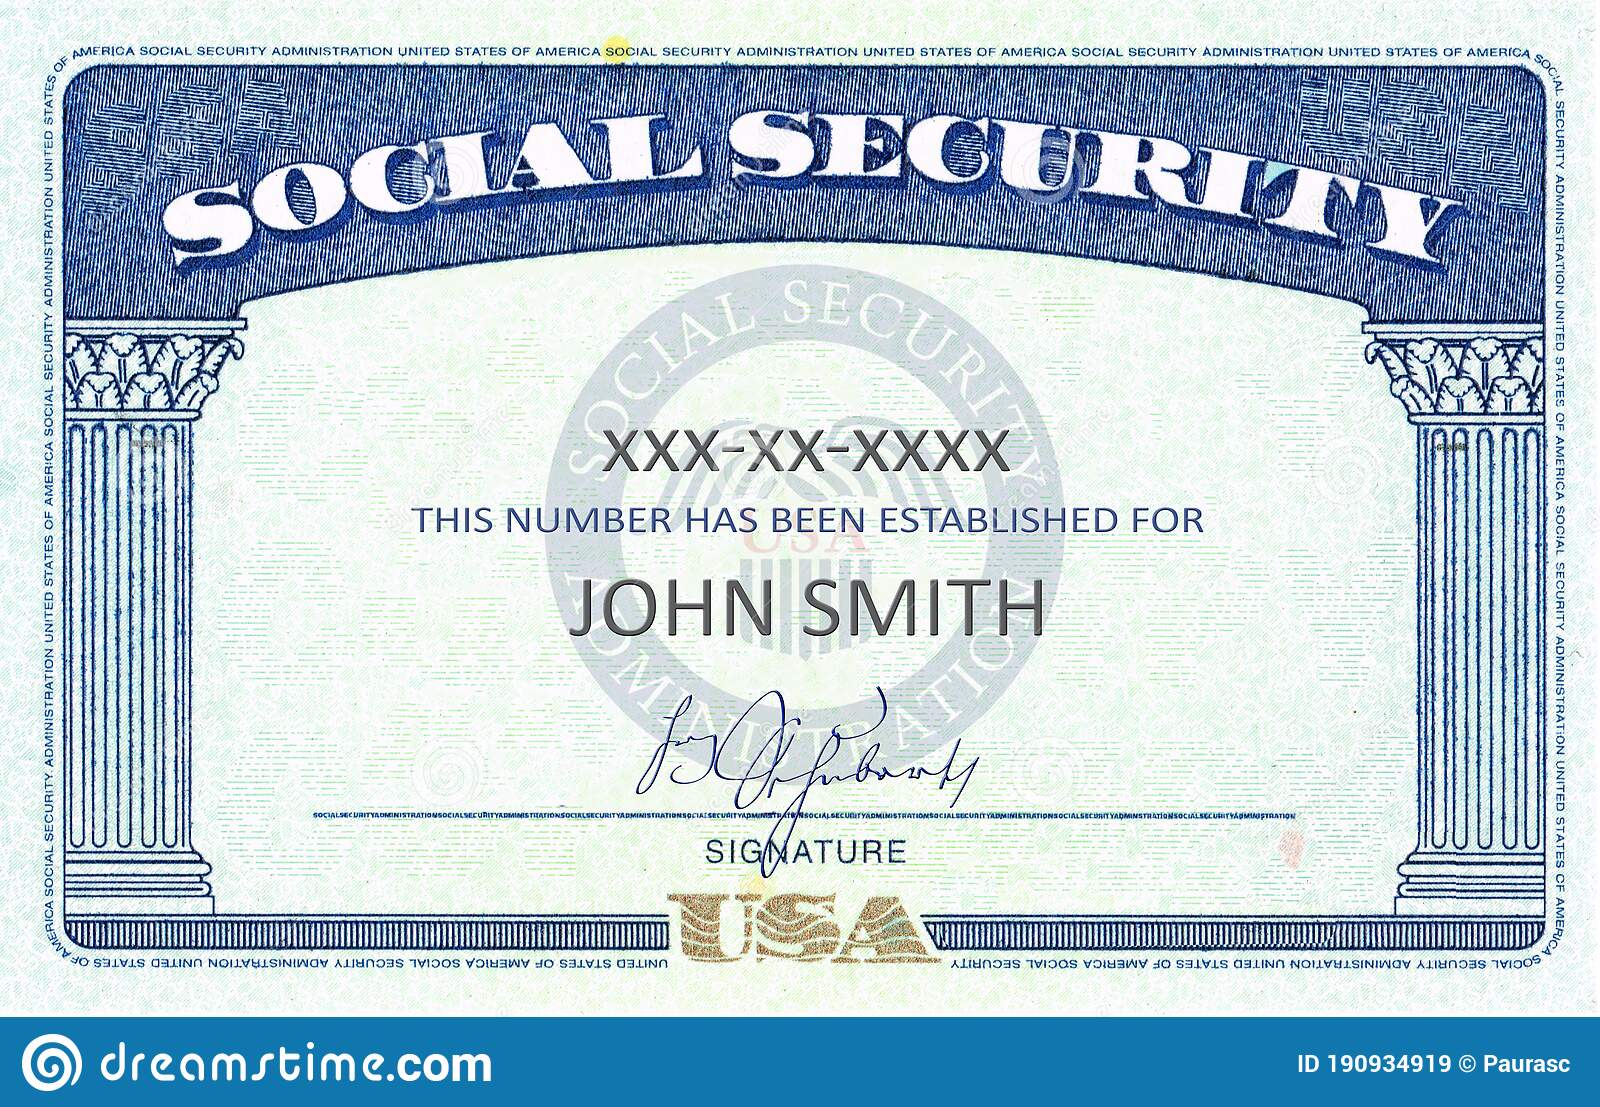 AMERICA SOCIAL SECURITY ADMINISTRATION UNITED STATES OF AMERICA SOCIAL SECURITY ADMINISTRATION UNITED STATES OF AMERICA SOCIAL SECURITY ADMINISTRATION UNITED STATES OF AMERICA SOCIAL
SOCIAL SECURITY
SOCIAL SECURITY ADMINISTRATION
XXX-XX-XXXX
THIS NUMBER HAS BEEN ESTABLISHED FOR
USA
JOHN SMITH
SOCIALSECURITYADMINISTRATIONSOCIALSECURITYADMINISTRATIONSOCIALSECURITYADMINISTRATIONSOCIALSECURITYADMINISTRATIONSOCIALSECURITYADMINISTRATIONSOCIALSECURITYADMINISTRATIONSOCIALSECURITYADMINISTRATIONSOCIALSECURITYADMINISTRATION
SIGNATURE
USA
UNITED STATES OF AMERICA SOCIAL SECURITY ADMINISTRATION UNITED STATES OF AMERICA
SOCIAL SECURITY ADMINISTRATION UNITED STATES OF AMERICA SOCIAL SECURITY
dreamstime.com
ID 190934919 © Paurasc